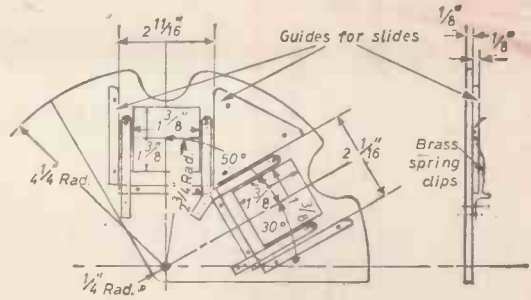 2 11/16"
Guides for slides
1/8"
1/8"
1 3/8"
1 3/8"
50°
2 3/4 Rad.
4 1/4" Rad.
2 1/16"
1 3/8
1 3/8
30°
Brass
spring
clips
1/4" Rad.